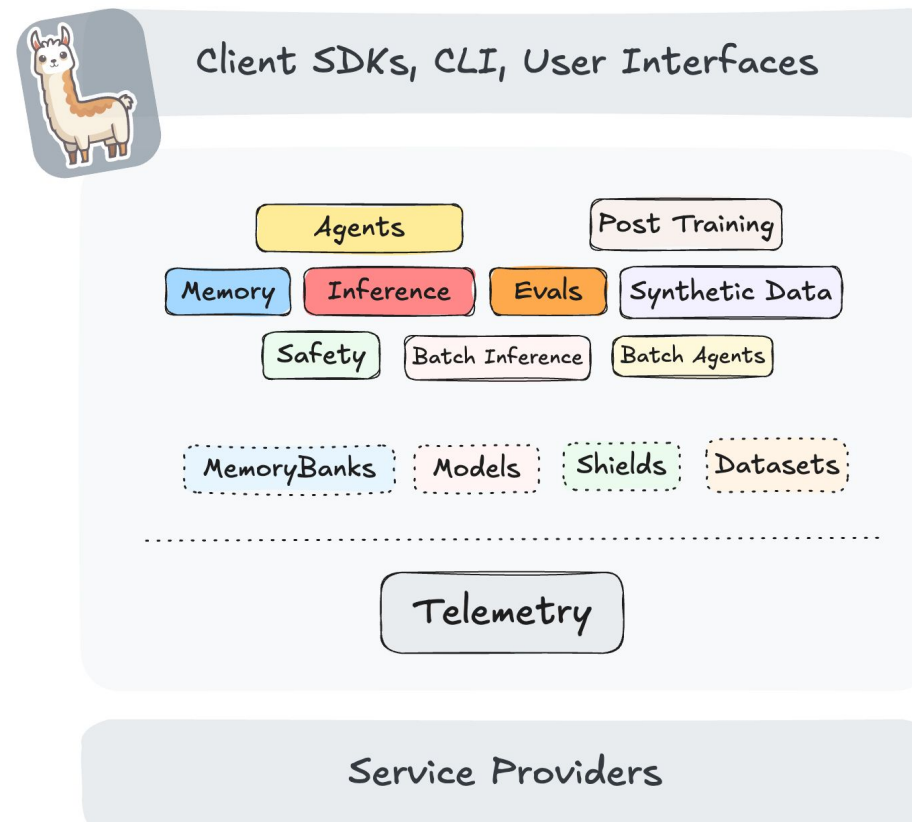 Client SDKs, CLI, User Interfaces
Agents
Post Training
Memory
Inference
Evals
Synthetic Data
Safety
Batch Inference
Batch Agents
MemoryBanks
Models
Shields
Datasets
Telemetry
Service Providers